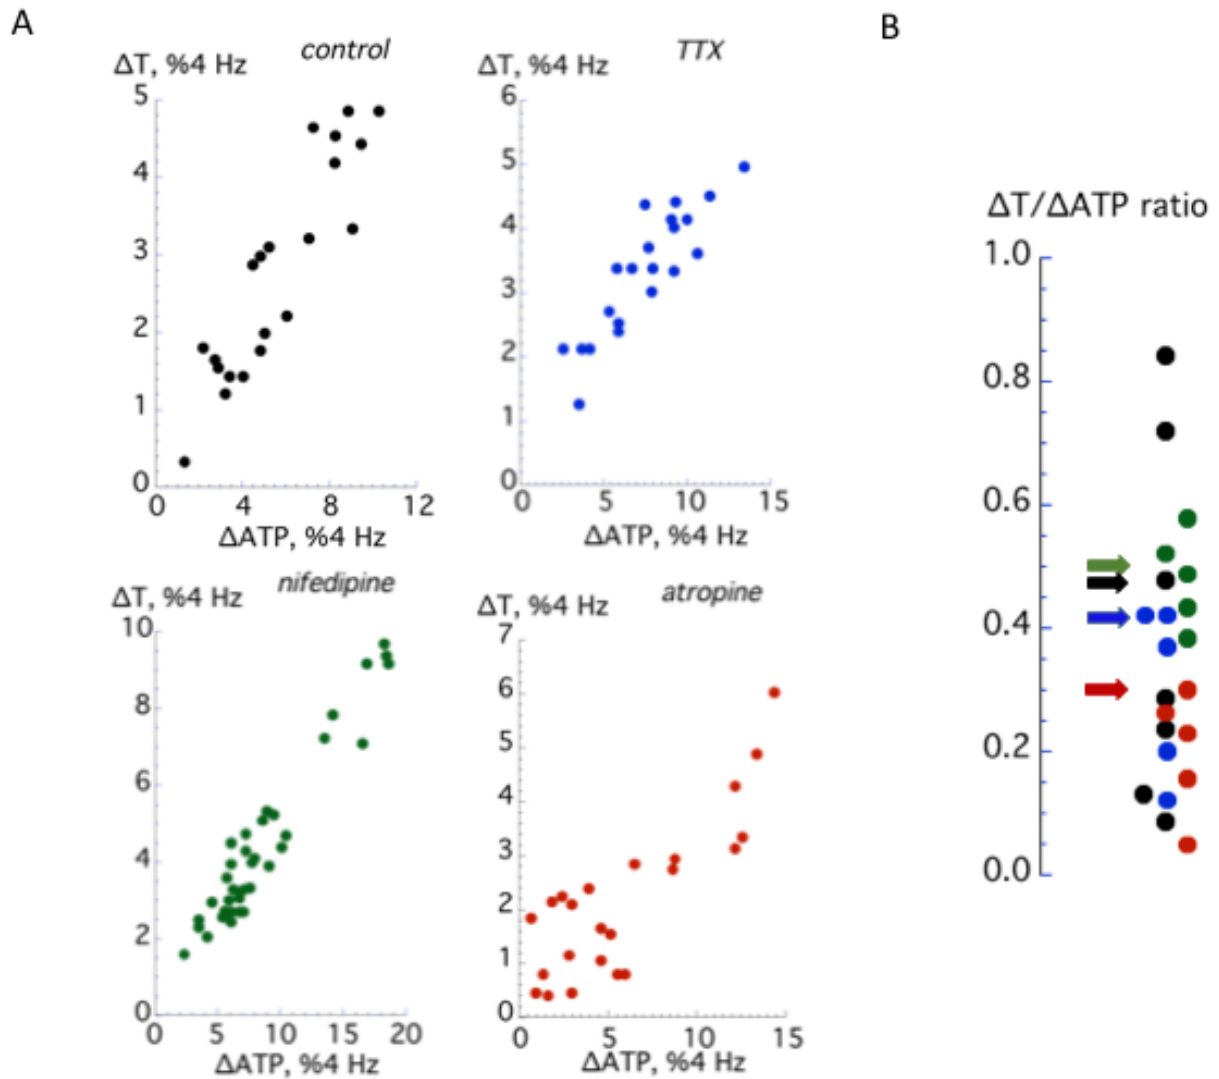 A
control
ΔT, %4 Hz
5
4
3
2
1
0
0 4 8 12
ΔATP, %4 Hz
TTX
ΔT, %4 Hz
6
5
4
3
2
1
0
0 5 10 15
ΔATP, %4 Hz
nifedipine
ΔT, %4 Hz
10
8
6
4
2
0
0 5 10 15 20
ΔATP, %4 Hz
atropine
ΔT, %4 Hz
7
6
5
4
3
2
1
0
0 5 10 15
ΔATP, %4 Hz
B
ΔT/ΔATP ratio
1.0
0.8
0.6
0.4
0.2
0.0